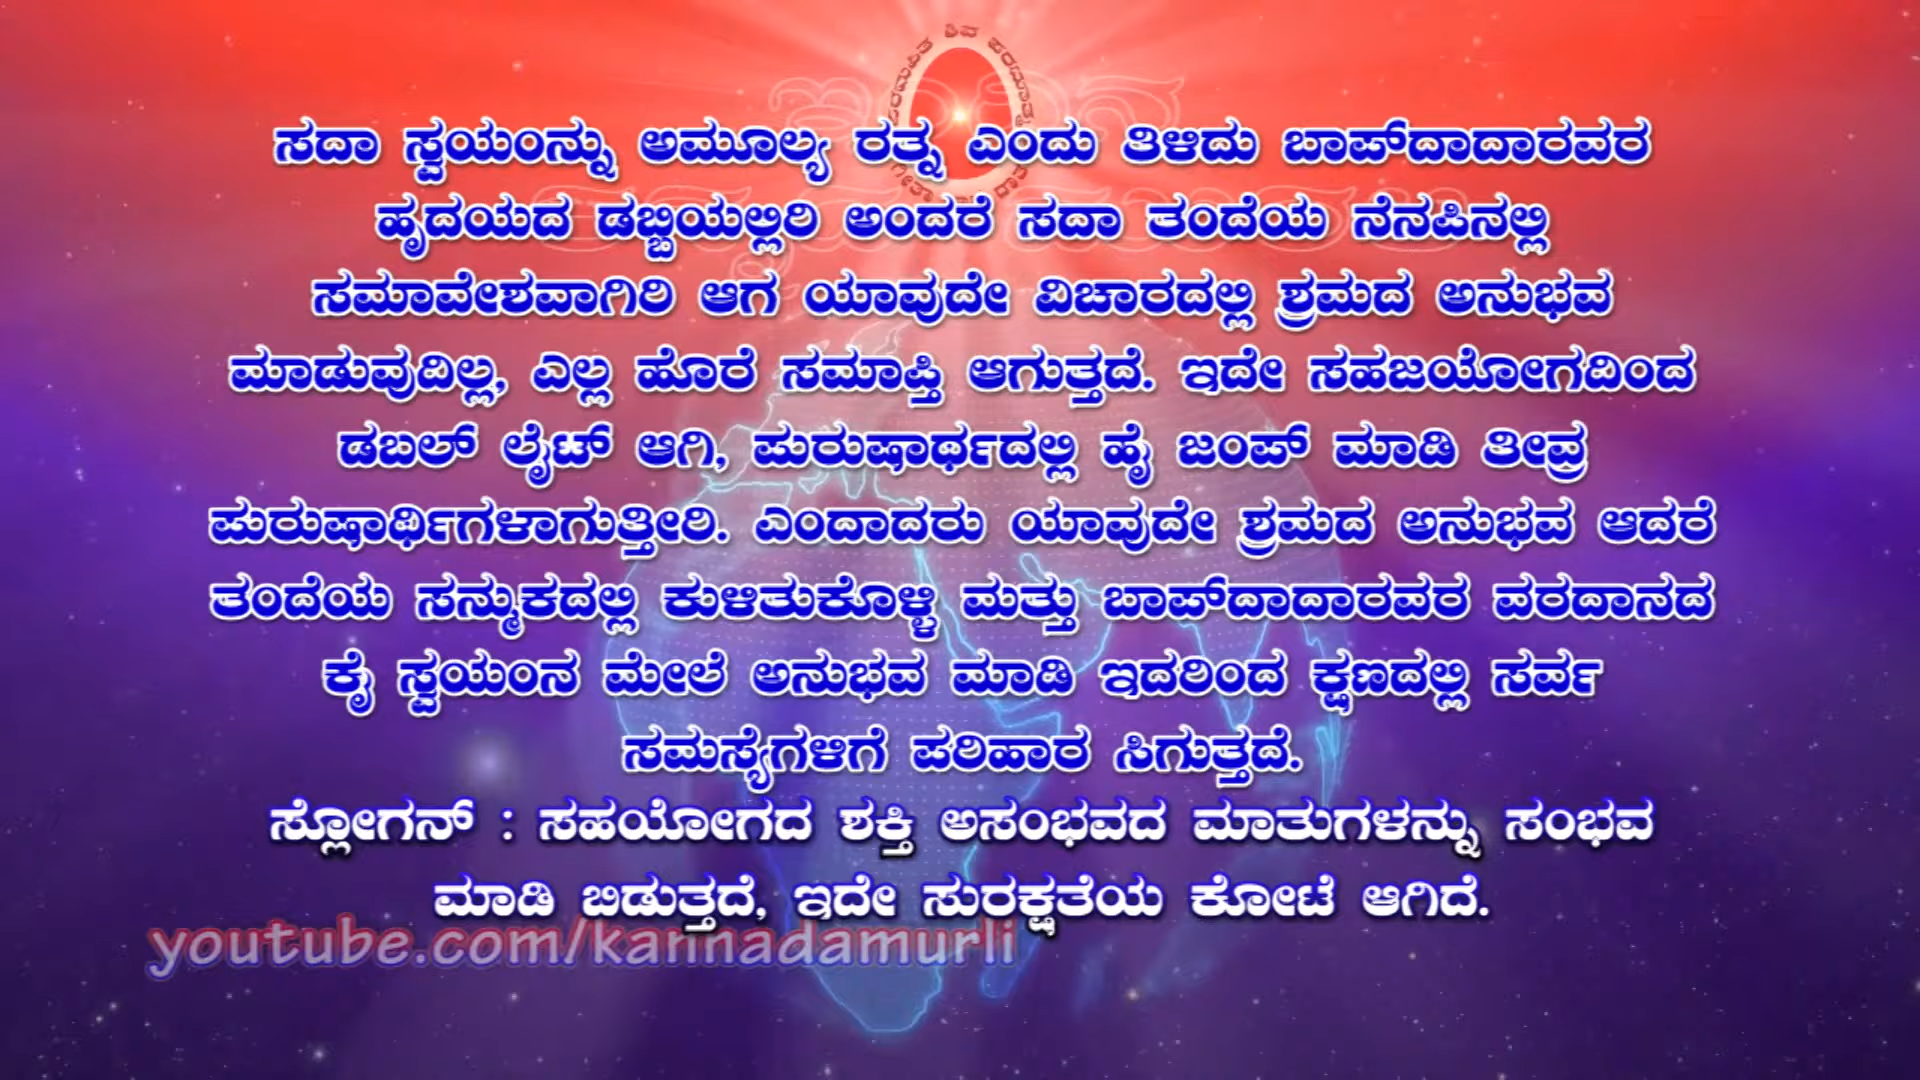 ಸದಾ ಸ್ವಯಂನ್ನು ಅಮೂಲ್ಯ ರತ್ನ ಎಂದು ತಿಳಿದು ಬಾಪ್‌ದಾದಾರವರ
ಹೃದಯದ ಡಬ್ಬಿಯಲ್ಲಿರಿ ಅಂದರೆ ಸದಾ ತಂದೆಯ ನೆನಪಿನಲ್ಲಿ
ಸಮಾವೇಶವಾಗಿರಿ ಆಗ ಯಾವುದೇ ವಿಚಾರದಲ್ಲಿ ಶ್ರಮದ ಅನುಭವ
ಮಾಡುವುದಿಲ್ಲ, ಎಲ್ಲ ಹೊರೆ ಸಮಾಪ್ತಿ ಆಗುತ್ತದೆ. ಇದೇ ಸಹಜಯೋಗದಿಂದ
ಡಬಲ್ ಲೈಟ್ ಆಗಿ, ಪುರುಷಾರ್ಥದಲ್ಲಿ ಹೈ ಜಂಪ್ ಮಾಡಿ ತೀವ್ರ
ಪುರುಷಾರ್ಥಿಗಳಾಗುತ್ತೀರಿ. ಎಂದಾದರು ಯಾವುದೇ ಶ್ರಮದ ಅನುಭವ ಆದರೆ
ತಂದೆಯ ಸನ್ಮುಕದಲ್ಲಿ ಕುಳಿತುಕೊಳ್ಳಿ ಮತ್ತು ಬಾಪ್‌ದಾದಾರವರ ವರದಾನದ
ಕೈ ಸ್ವಯಂನ ಮೇಲೆ ಅನುಭವ ಮಾಡಿ ಇದರಿಂದ ಕ್ಷಣದಲ್ಲಿ ಸರ್ವ
ಸಮಸ್ಯೆಗಳಿಗೆ ಪರಿಹಾರ ಸಿಗುತ್ತದೆ.
ಸ್ಲೋಗನ್ : ಸಹಯೋಗದ ಶಕ್ತಿ ಅಸಂಭವದ ಮಾತುಗಳನ್ನು ಸಂಭವ
ಮಾಡಿ ಬಿಡುತ್ತದೆ, ಇದೇ ಸುರಕ್ಷತೆಯ ಕೋಟೆ ಆಗಿದೆ.
youtube.com/kannadamurli